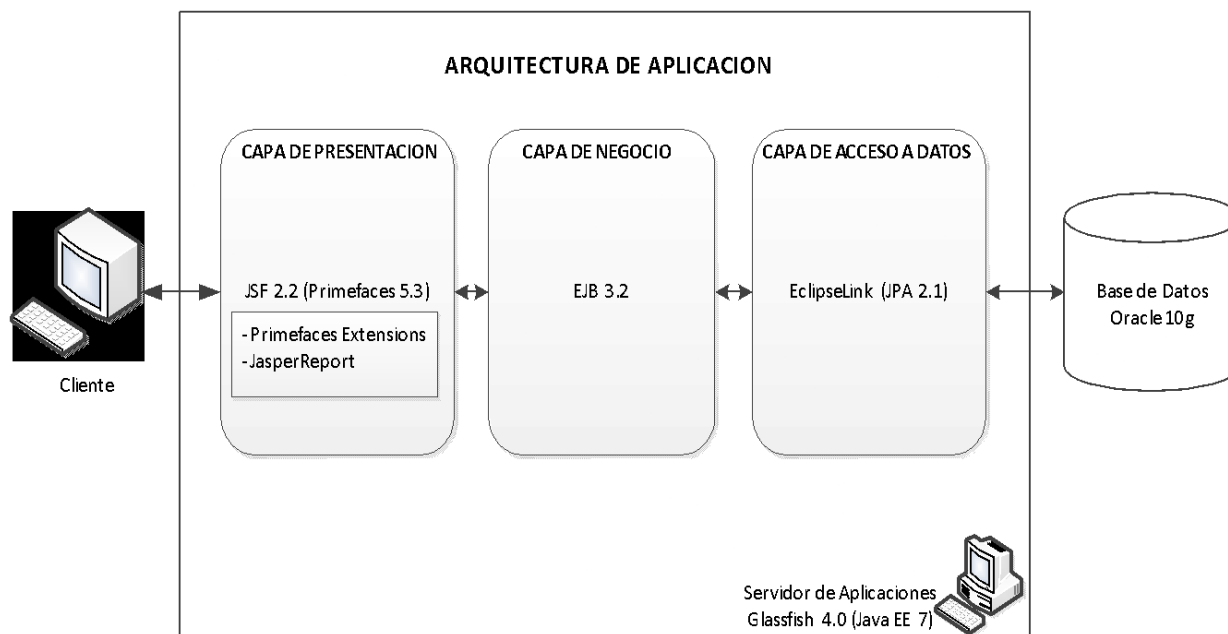 ARQUITECTURA DE APLICACION
CAPA DE PRESENTACION
JSF 2.2 (Primefaces 5.3)
-Primefaces Extensions
-JasperReport
CAPA DE NEGOCIO
EJB 3.2
CAPA DE ACCESO A DATOS
EclipseLink (JPA 2.1)
Cliente
Base de Datos
Oracle 10g
Servidor de Aplicaciones
Glassfish 4.0 (Java EE 7)